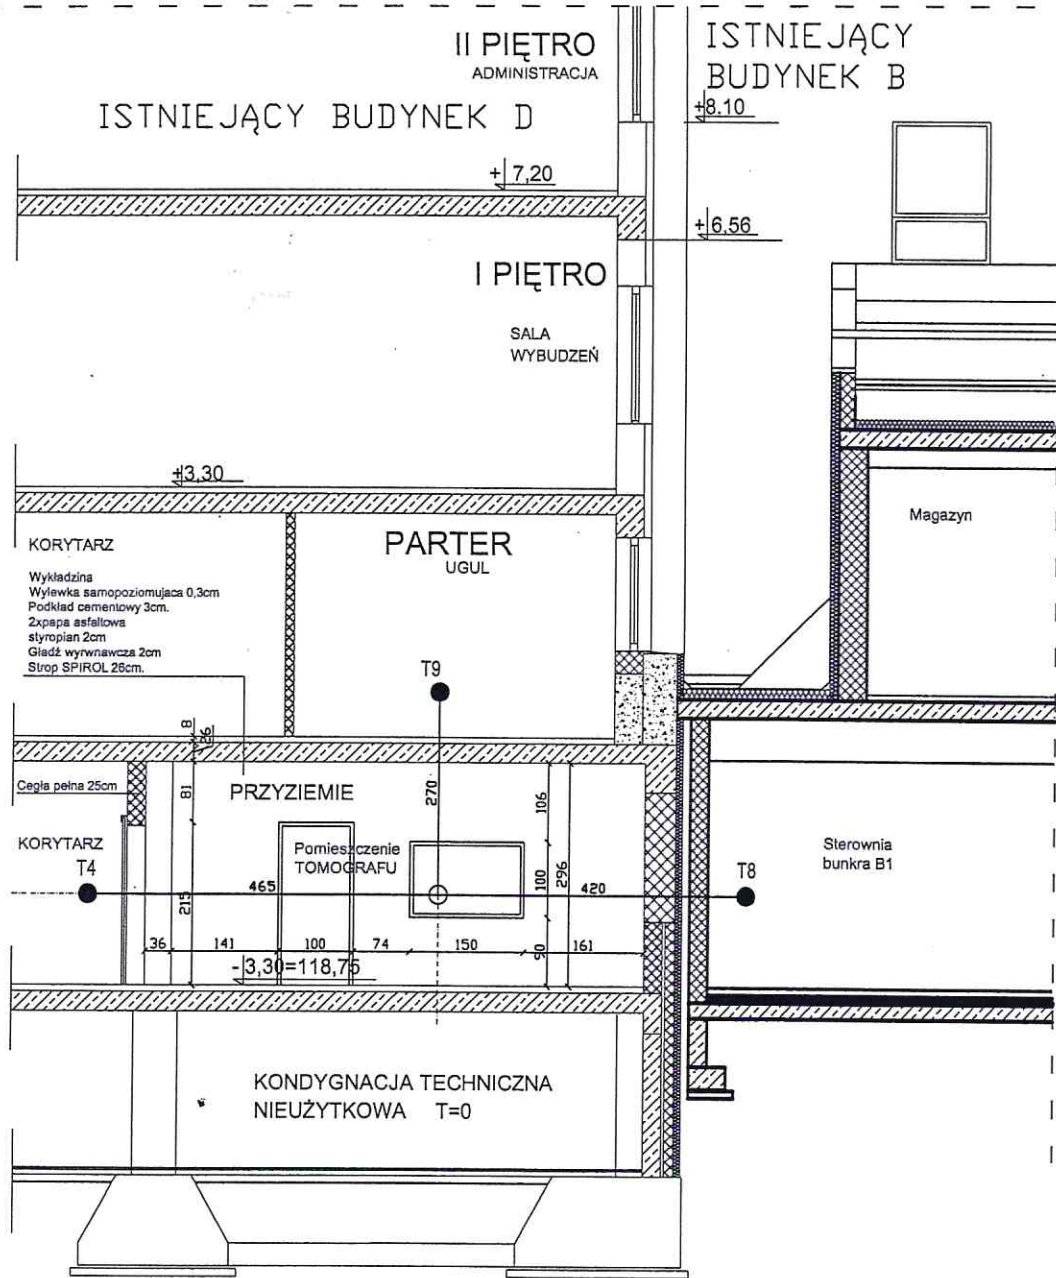 II PIĘTRO
ADMINISTRACJA
ISTNIEJĄCY
BUDYNEK B
ISTNIEJĄCY BUDYNEK D
+8.10
+7,20
+6,56
I PIĘTRO
SALA
WYBUDZEŃ
+3,30
KORYTARZ
Wykładzina
Wylewka samopoziomujaca 0,3cm
Podkład cementowy 3cm.
2xpapa asfaltowa
styropian 2cm
Gładź wyrwnawcza 2cm
Strop SPIROL 26cm.
PARTER
UGUL
Magazyn
T9
8
26
Cegła pełna 25cm
81
PRZYZIEMIE
270
106
KORYTARZ
Pomieszczenie
TOMOGRAFU
Sterownia
bunkra B1
T4
465
100
296
420
T8
215
36
141
100
74
150
90
161
-3,30=118,75
KONDYGNACJA TECHNICZNA
NIEUŻYTKOWA T=0